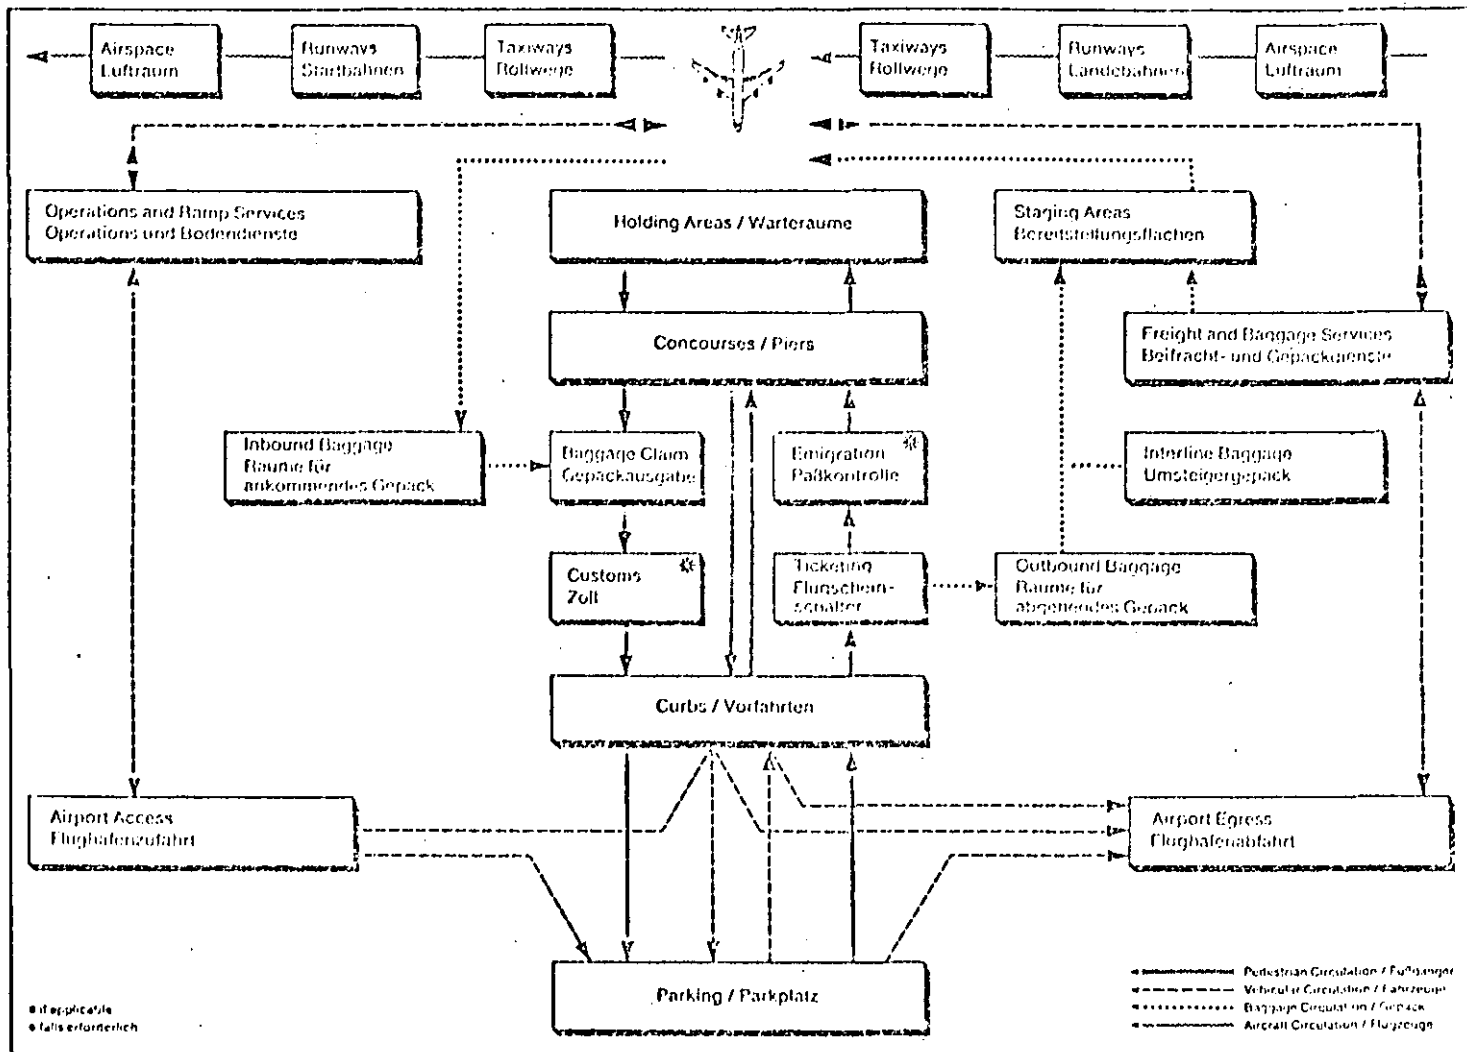 Airspace
Luftraum
Runways
Startbahnen
Taxiways
Rollwege
Taxiways
Rollwege
Runways
Landebahnen
Airspace
Luftraum
Operations and Ramp Services
Operations und Bodendienste
Holding Areas / Warteraume
Staging Areas
Bereitstellungsflachen
Concourses / Piers
Freight and Baggage Services
Beifracht- und Gepackdienste
Inbound Baggage
Raume für
ankommendes Gepack
Baggage Claim
Gepackausgabe
Emigration
Paßkontrolle
Interline Baggage
Umsteigergepack
Customs
Zoll
Ticketing
Flugschein-
schalter
Outbound Baggage
Raume für
abgehendes Gepack
Curbs / Vorfahrten
Airport Access
Flughafenzufahrt
Airport Egress
Flughafenabfahrt
Parking / Parkplatz
if applicable
falls erforderlich
Pedestrian Circulation / Fußganger
Vehicular Circulation / Fahrzeuge
Baggage Circulation / Gepack
Aircraft Circulation / Flugzeuge